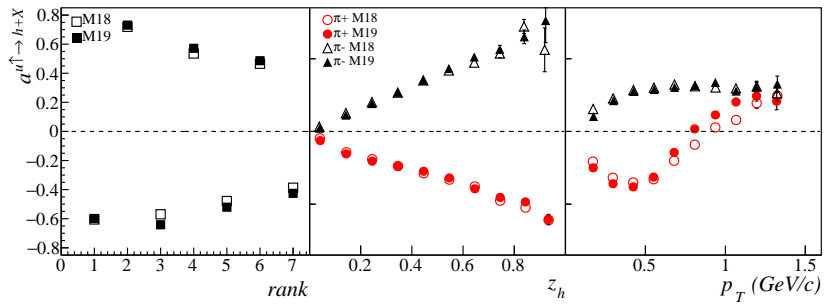 a^{u↑→ h+X}
0.8
0.6
0.4
0.2
0
−0.2
−0.4
−0.6
−0.8
M18
M19
0 1 2 3 4 5 6 7
rank
π+ M18
π+ M19
π- M18
π- M19
0.2 0.4 0.6 0.8
z_h
0.5 1 1.5
p_T (GeV/c)